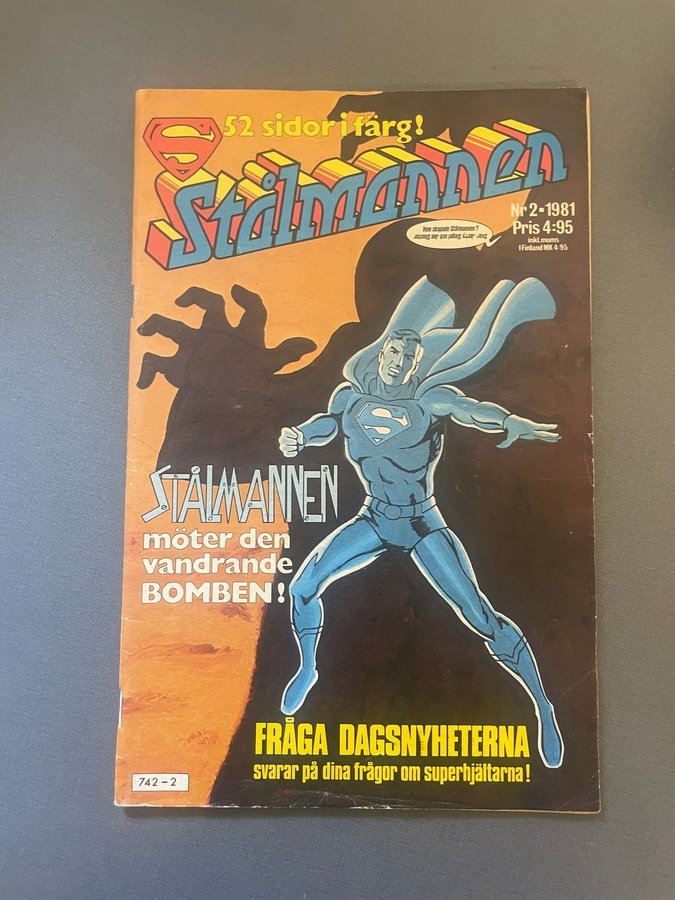 52 sidor i färg!
S
Stålmannen
Nr 2 • 1981
Pris 4:95
inkl. moms
I Finland MK 4:95
Vem skapade Stålmannen?
Svar: Jerry Siegel och Joe Shuster
S
STÅLMANNEN
möter den
vandrande
BOMBEN!
FRÅGA DAGSNYHETERNA
svarar på dina frågor om superhjältarna!
742–2